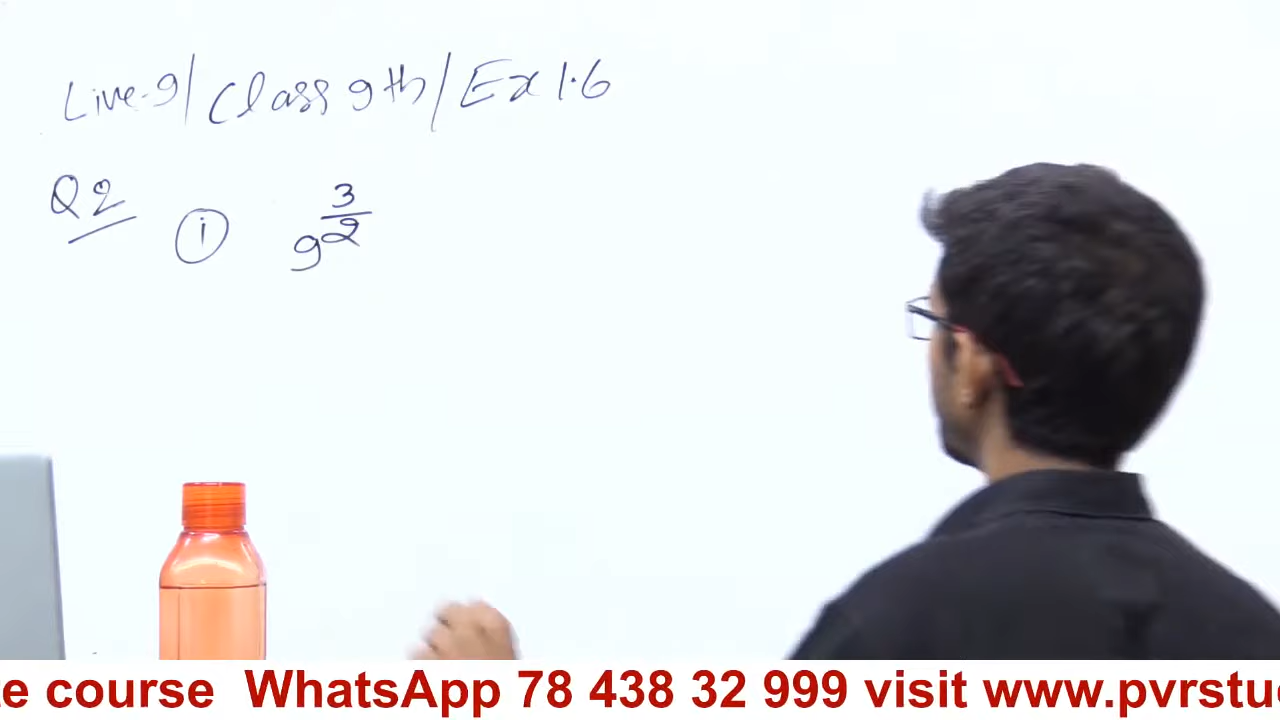 Live-9/ Class 9th/ Ex 1.6
Q2 (i) 9^(3/2)
te course WhatsApp 78 438 32 999 visit www.pvrstu